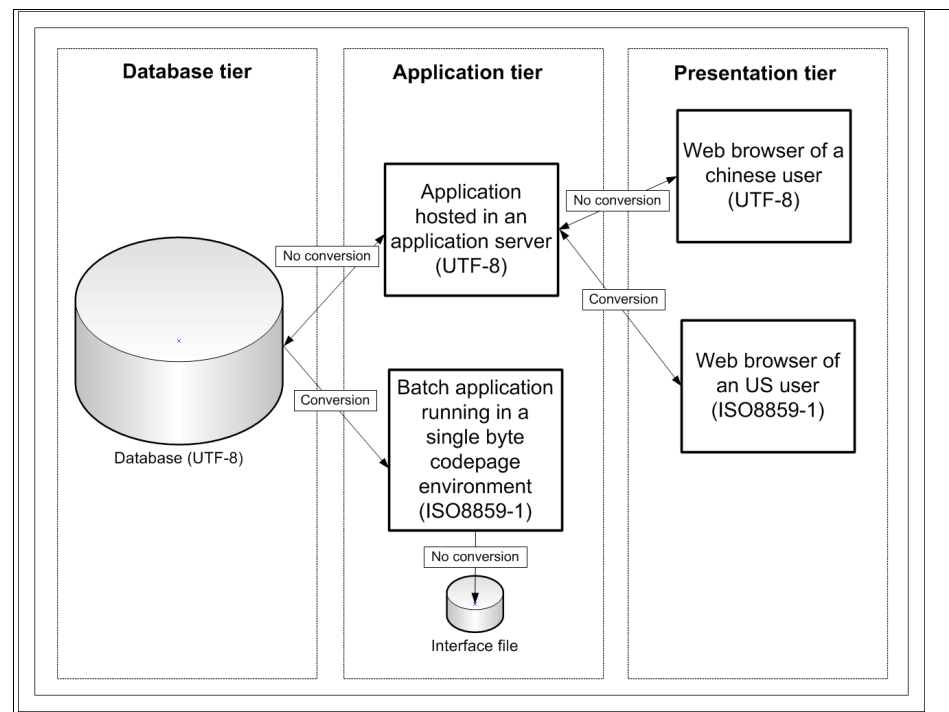 Database tier
Application tier
Presentation tier
Web browser of a
chinese user
(UTF-8)
Application
hosted in an
application server
(UTF-8)
No conversion
No conversion
Conversion
Web browser of
an US user
(ISO8859-1)
Batch application
running in a
single byte
codepage
environment
(ISO8859-1)
Conversion
Database (UTF-8)
No conversion
Interface file